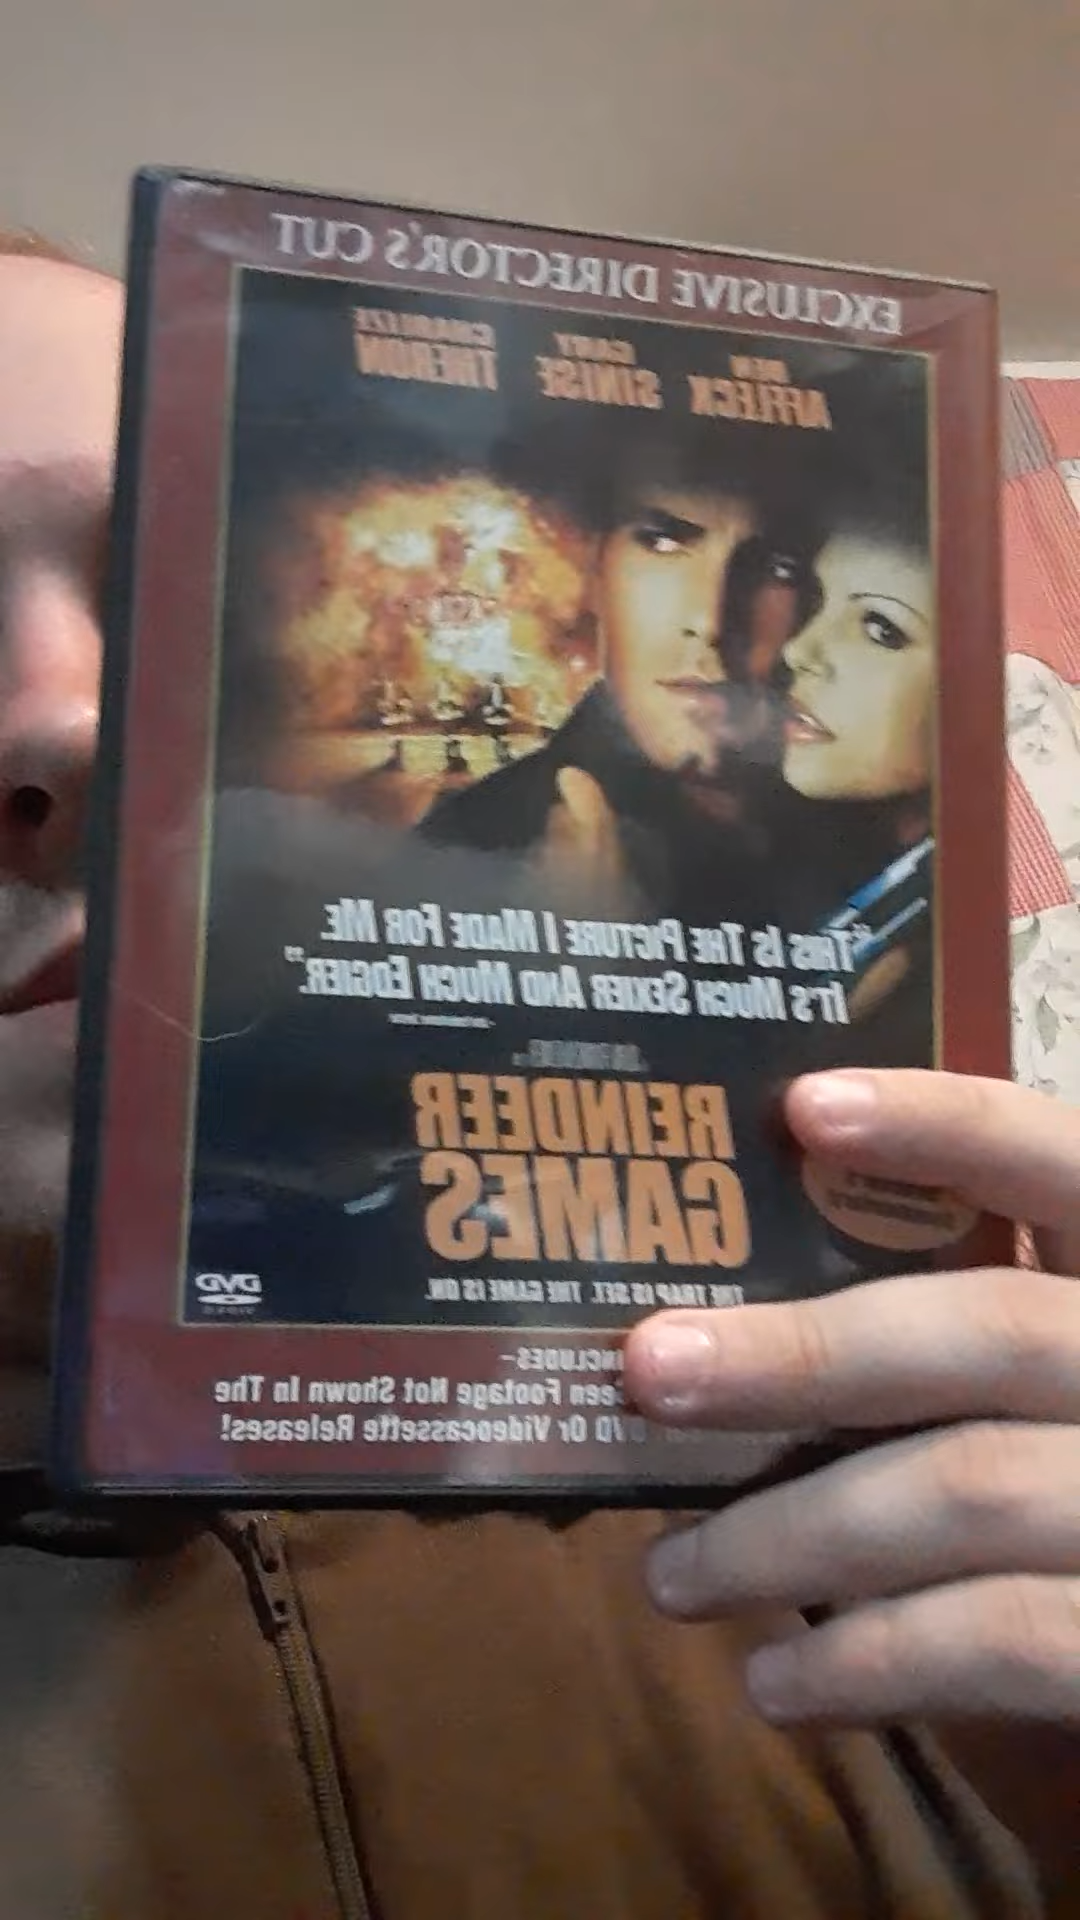 EXCLUSIVE DIRECTOR'S CUT
BEN AFFLECK
GARY SINISE
CHARLIZE THERON
"THIS IS THE PICTURE I MADE FOR ME.
IT'S MUCH SEXIER AND MUCH EDGIER."
REINDEER
GAMES
THE TRAP IS SET. THE GAME IS ON.
DVD
VIDEO
INCLUDES–
Footage Not Shown In The
DVD Or Videocassette Releases!